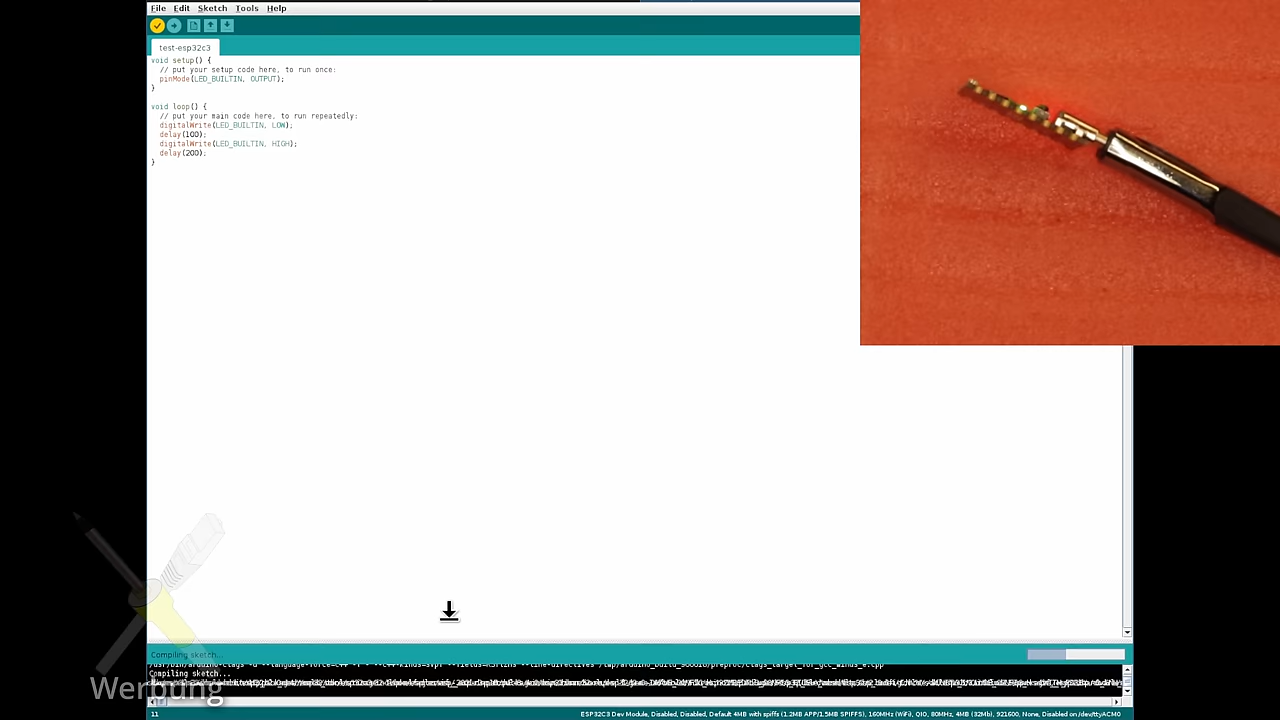 File Edit Sketch Tools Help
test-esp32c3
void setup() {
// put your setup code here, to run once:
pinMode(LED_BUILTIN, OUTPUT);
}
void loop() {
// put your main code here, to run repeatedly:
digitalWrite(LED_BUILTIN, LOW);
delay(100);
digitalWrite(LED_BUILTIN, HIGH);
delay(200);
}
Compiling sketch...
Compiling sketch...
Werbung
11
ESP32C3 Dev Module, Disabled, Disabled, Default 4MB with spiffs (1.2MB APP/1.5MB SPIFFS), 160MHz (WiFi), QIO, 80MHz, 4MB (32Mb), 921600, None, Disabled on /dev/ttyACM0